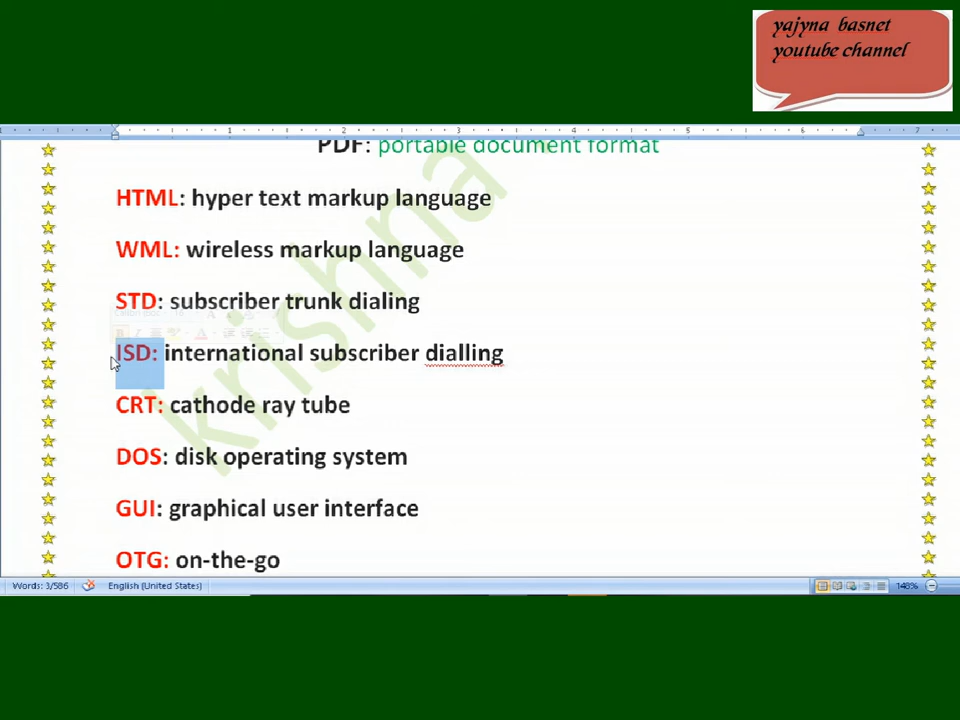 yajyna basnet
youtube channel
PDF: portable document format
HTML: hyper text markup language
WML: wireless markup language
STD: subscriber trunk dialing
ISD: international subscriber dialling
CRT: cathode ray tube
DOS: disk operating system
GUI: graphical user interface
OTG: on-the-go
krishna
Words: 3/586 English (United States) 148%